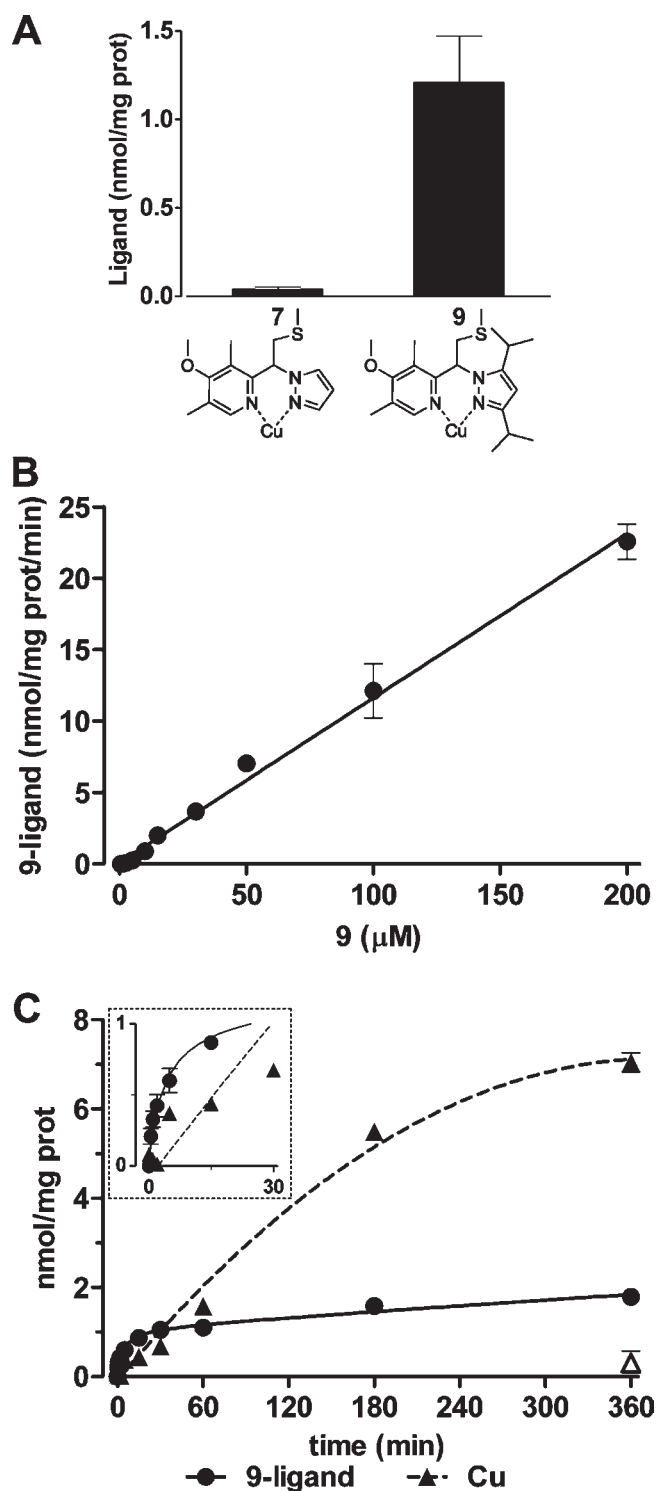 A
Ligand (nmol/mg prot)
1.5
1.0
0.5
0.0
7
9
S
S
O
N
N
N
Cu
O
N
N
N
Cu
B
9-ligand (nmol/mg prot/min)
25
20
15
10
5
0
0 50 100 150 200
9 (µM)
C
nmol/mg prot
8
6
4
2
0
1
0
0 30
0 60 120 180 240 300 360
time (min)
9-ligand Cu